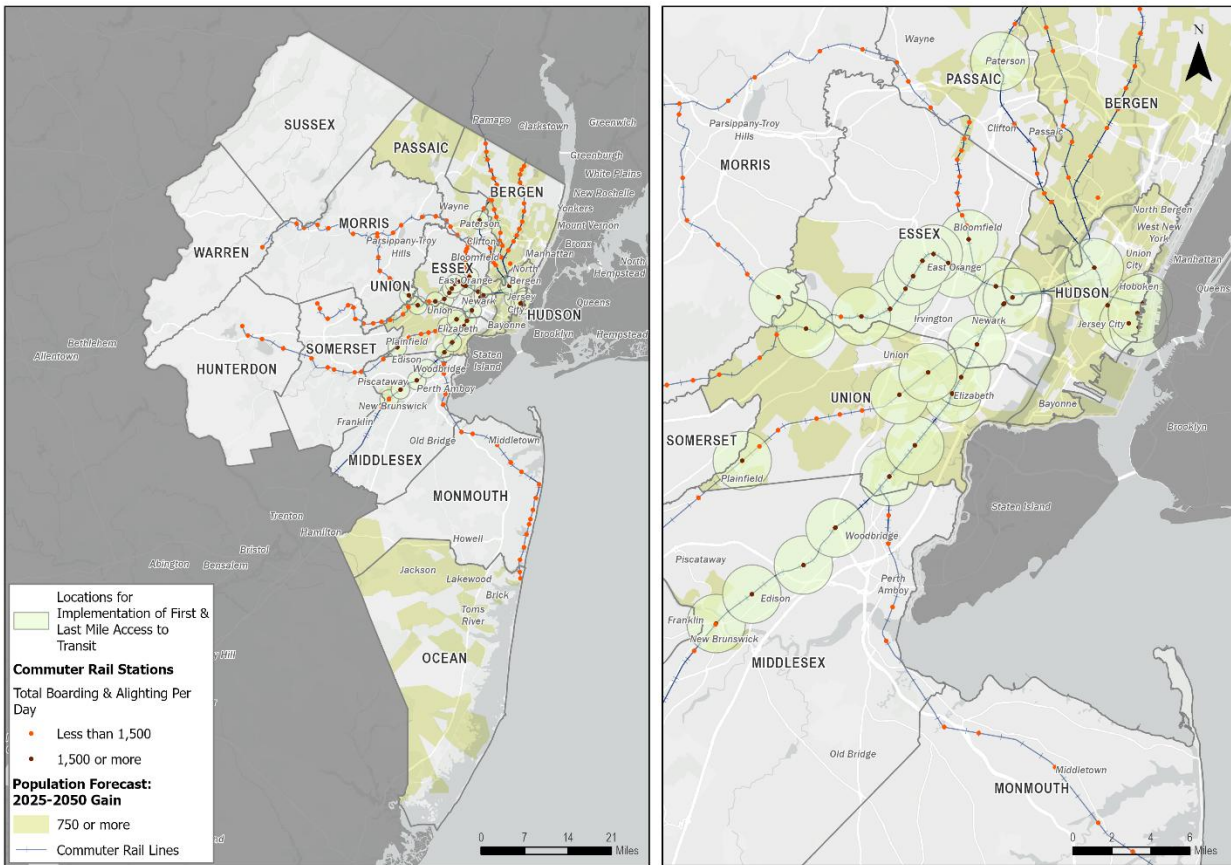 SUSSEX
PASSAIC
BERGEN
Ramapo
Clarkstown
Greenwich
Greenburgh
White Plains
New Rochelle
Yonkers
Mount Vernon
Bronx
North
Hempstead
Manhattan
Wayne
Paterson
Clifton
Bloomfield
MORRIS
Parsippany-Troy
Hills
WARREN
ESSEX
East Orange
North
Bergen
Newark
Jersey
City
HUDSON
Queens
UNION
Union
Elizabeth
Bayonne
Brooklyn
Hempstead
SOMERSET
Plainfield
Edison
Staten
Island
Woodbridge
Piscataway
Perth Amboy
HUNTERDON
New Brunswick
Franklin
Old Bridge
Middletown
MIDDLESEX
MONMOUTH
Bethlehem
Allentown
Trenton
Hamilton
Howell
Bristol
Bensalem
Abington
Jackson
Lakewood
Brick
Toms
River
OCEAN
y Hill
nd
Locations for
Implementation of First &
Last Mile Access to
Transit
Commuter Rail Stations
Total Boarding & Alighting Per
Day
Less than 1,500
1,500 or more
Population Forecast:
2025-2050 Gain
750 or more
Commuter Rail Lines
0 7 14 21
Miles
N
Wayne
Paterson
PASSAIC
BERGEN
Parsippany-Troy
Hills
Clifton
Passaic
MORRIS
North Bergen
West New
York
ESSEX
Bloomfield
East Orange
Union
City
Manhattan
Hoboken
HUDSON
Queens
Irvington
Newark
Jersey City
Union
UNION
Elizabeth
Bayonne
Brooklyn
SOMERSET
Plainfield
Staten Island
Woodbridge
Piscataway
Perth
Amboy
Edison
Franklin
New Brunswick
MIDDLESEX
Old Bridge
Middletown
MONMOUTH
0 2 4 6
Miles